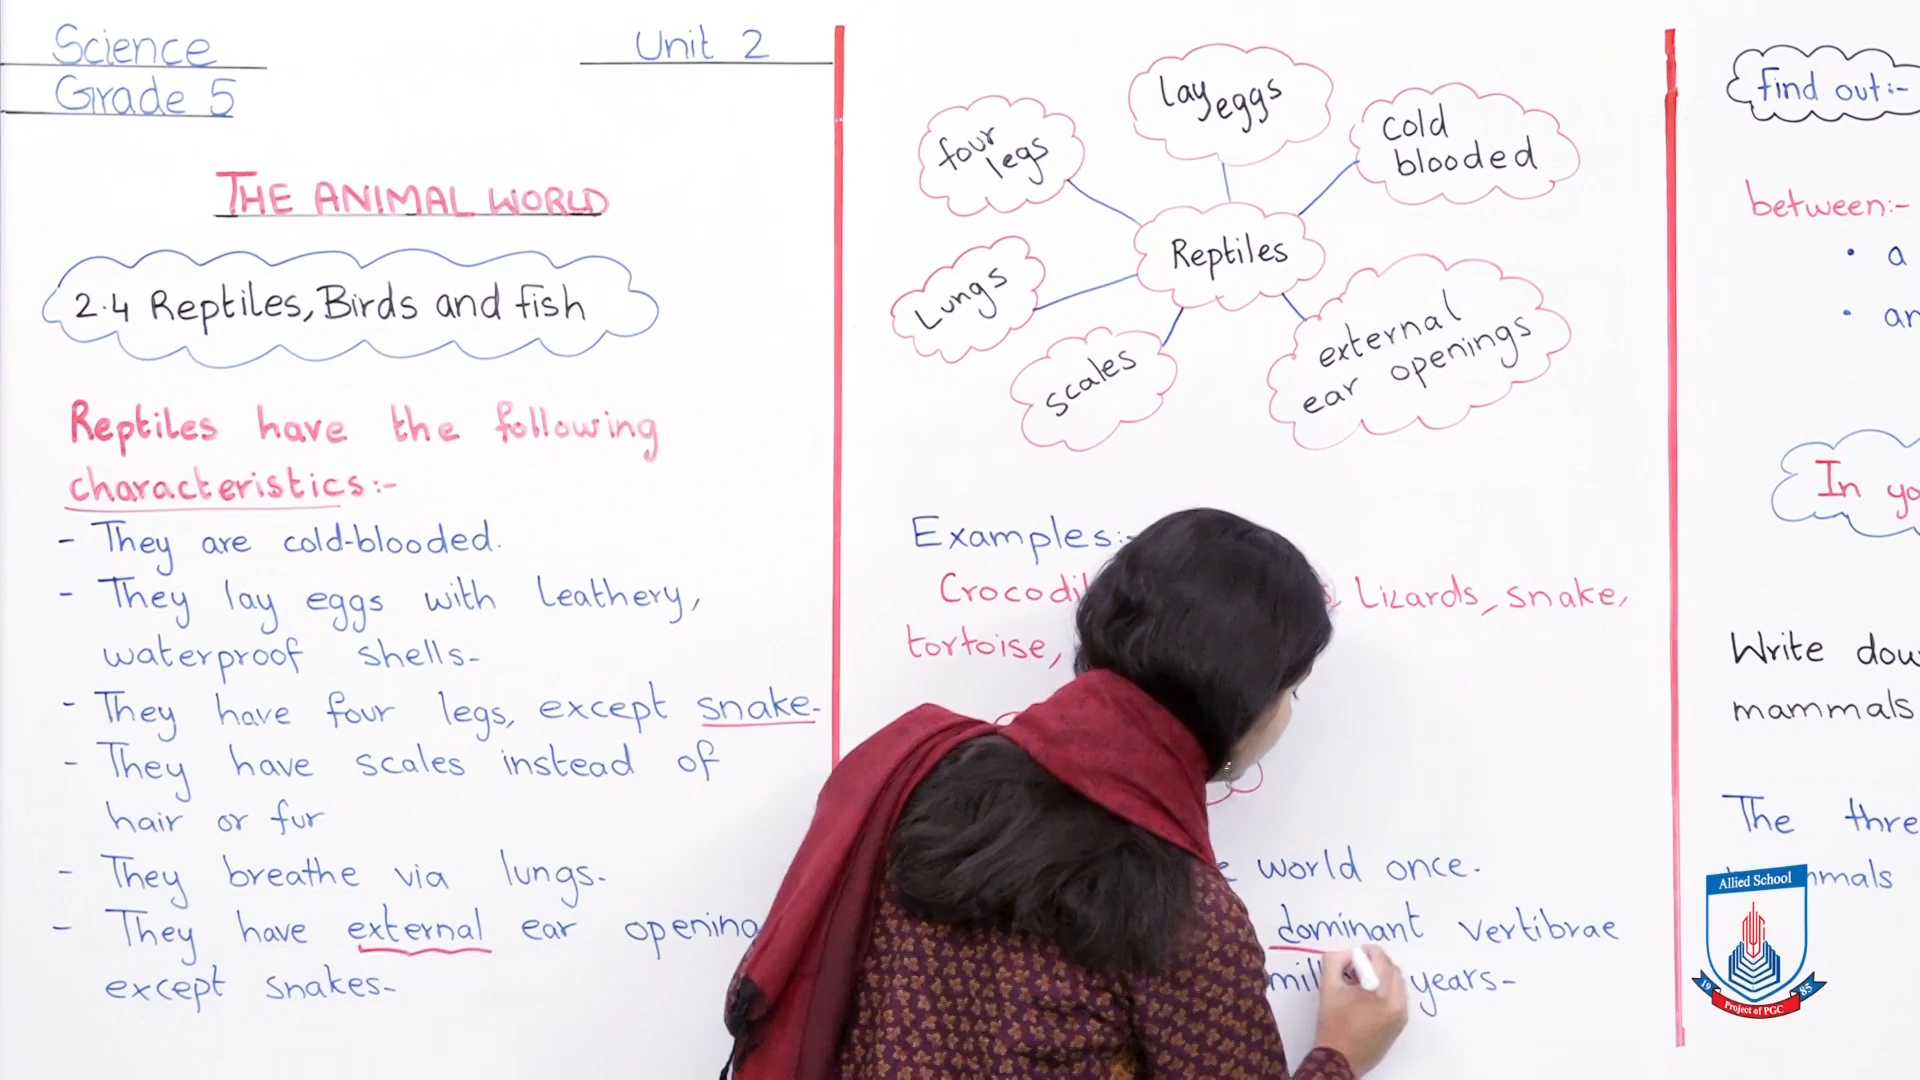 Science
Unit 2
Grade 5
THE ANIMAL WORLD
2.4 Reptiles, Birds and fish
Reptiles have the following
characteristics:-
- They are cold-blooded.
- They lay eggs with leathery,
waterproof shells-
- They have four legs, except snake.
- They have scales instead of
hair or fur
- They breathe via lungs.
- They have external ear opening
except snakes-
lay eggs
four legs
cold blooded
Reptiles
Lungs
scales
external
ear openings
Examples:-
Lizards, snake,
tortoise,
world once.
dominant vertibrae
years-
find out:-
between:-
• a
•
In
Write
mammals
The
Allied School
19 85
Project of PGC